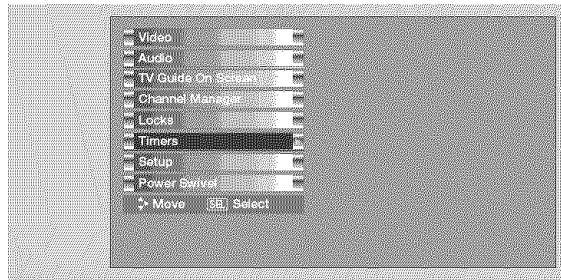 Video
Audio
TV Guide On Screen
Channel Manager
Locks
Timers
Setup
Power Swivel
Move SEL Select